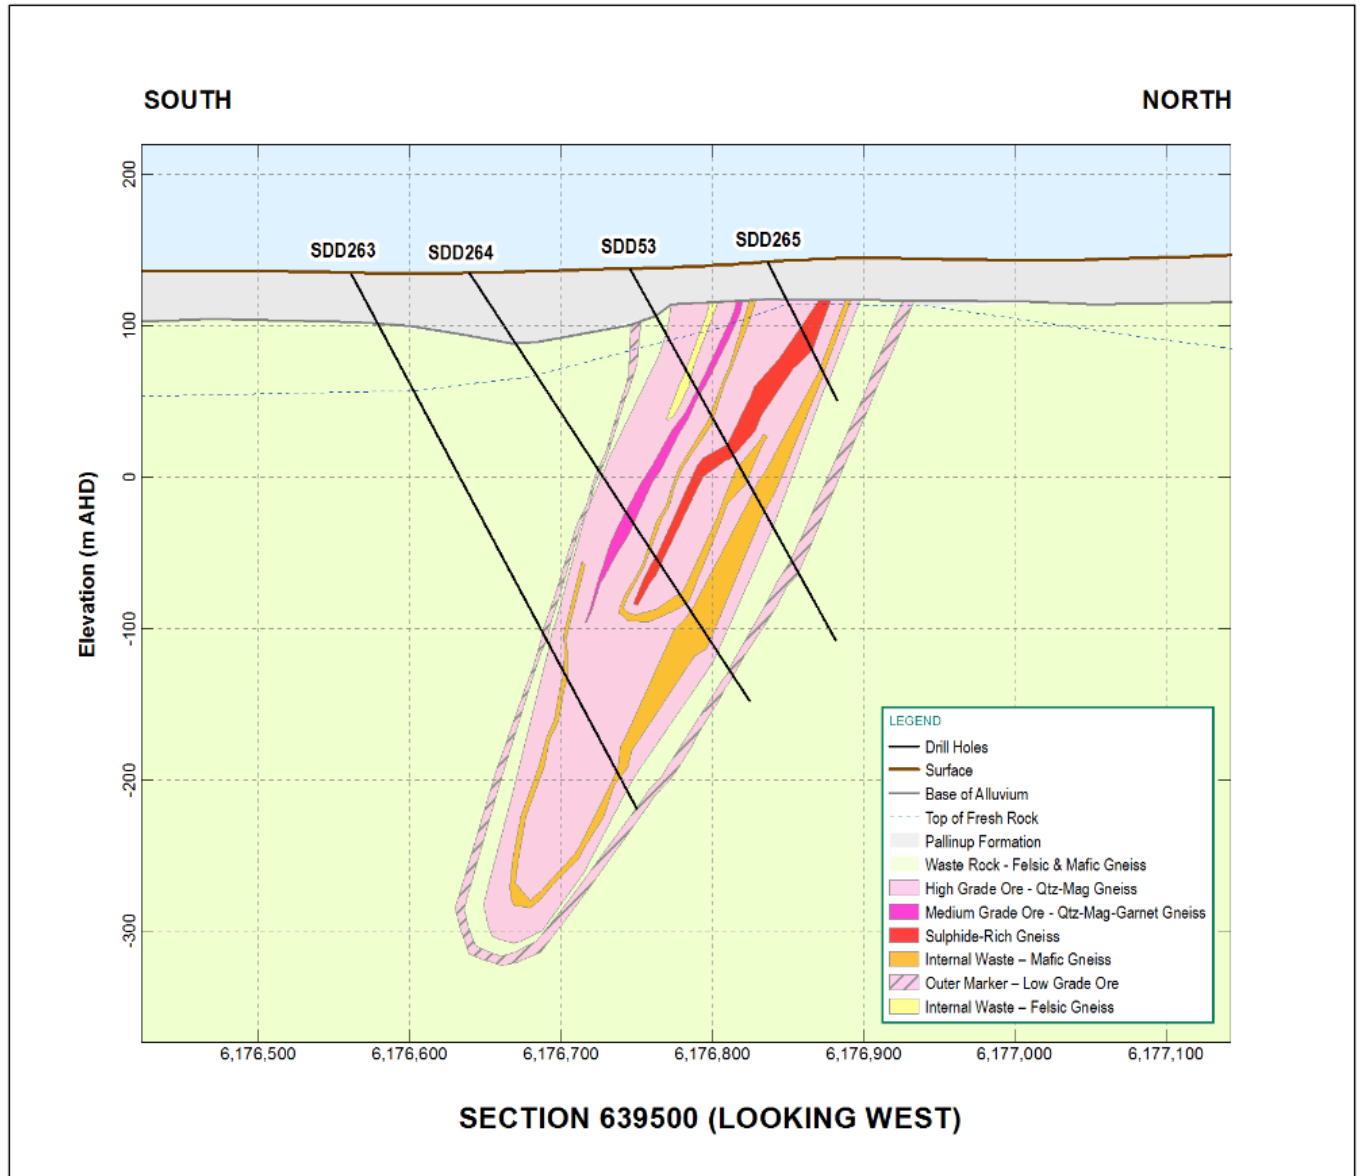 SOUTH
NORTH
SDD263
SDD264
SDD53
SDD265
200
100
0
-100
-200
-300
Elevation (m AHD)
LEGEND
Drill Holes
Surface
Base of Alluvium
Top of Fresh Rock
Pallinup Formation
Waste Rock - Felsic & Mafic Gneiss
High Grade Ore - Qtz-Mag Gneiss
Medium Grade Ore - Qtz-Mag-Garnet Gneiss
Sulphide-Rich Gneiss
Internal Waste – Mafic Gneiss
Outer Marker – Low Grade Ore
Internal Waste – Felsic Gneiss
6,176,500
6,176,600
6,176,700
6,176,800
6,176,900
6,177,000
6,177,100
SECTION 639500 (LOOKING WEST)